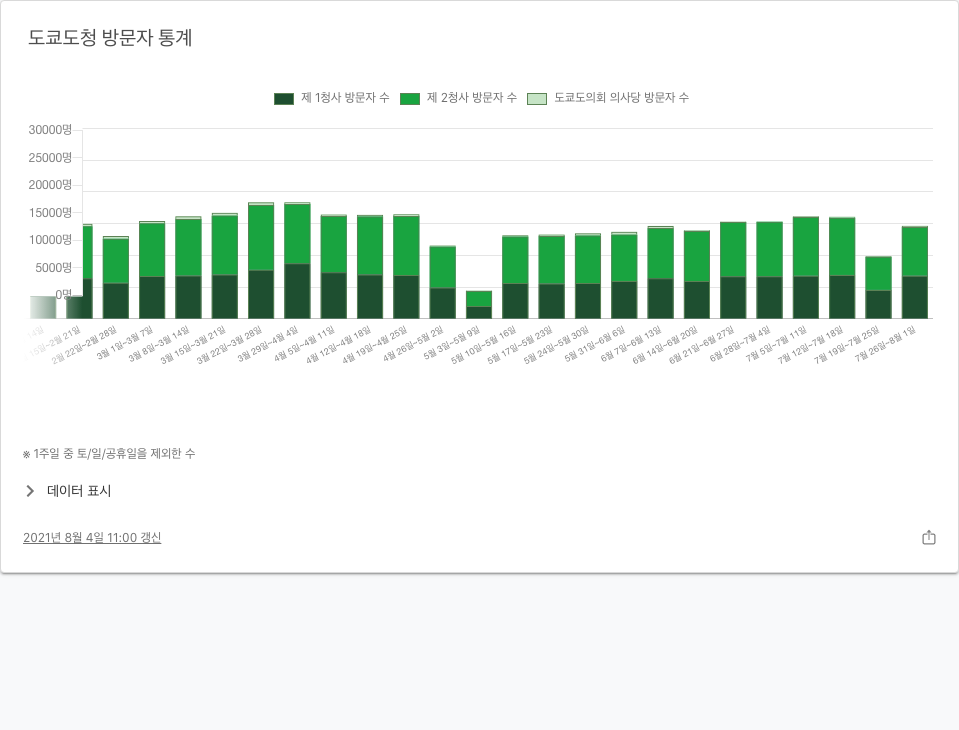 도쿄도청 방문자 통계
제 1청사 방문자 수 제 2청사 방문자 수 도쿄도의회 의사당 방문자 수
30000명
25000명
20000명
15000명
10000명
5000명
0명
14일
15일~2월 21일
2월 22일~2월 28일
3월 1일~3월 7일
3월 8일~3월 14일
3월 15일~3월 21일
3월 22일~3월 28일
3월 29일~4월 4일
4월 5일~4월 11일
4월 12일~4월 18일
4월 19일~4월 25일
4월 26일~5월 2일
5월 3일~5월 9일
5월 10일~5월 16일
5월 17일~5월 23일
5월 24일~5월 30일
5월 31일~6월 6일
6월 7일~6월 13일
6월 14일~6월 20일
6월 21일~6월 27일
6월 28일~7월 4일
7월 5일~7월 11일
7월 12일~7월 18일
7월 19일~7월 25일
7월 26일~8월 1일
※ 1주일 중 토/일/공휴일을 제외한 수
데이터 표시
2021년 8월 4일 11:00 갱신